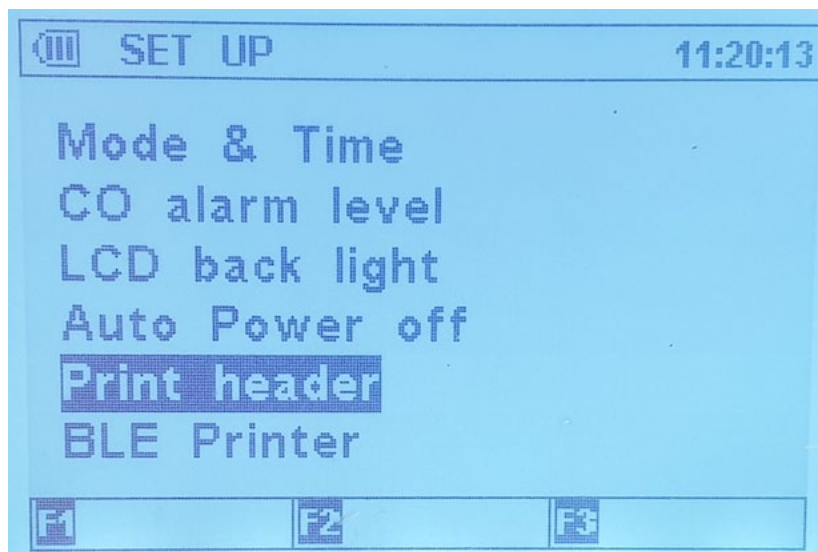 SET UP 11:20:13
Mode & Time
CO alarm level
LCD back light
Auto Power off
Print header
BLE Printer
F1 F2 F3